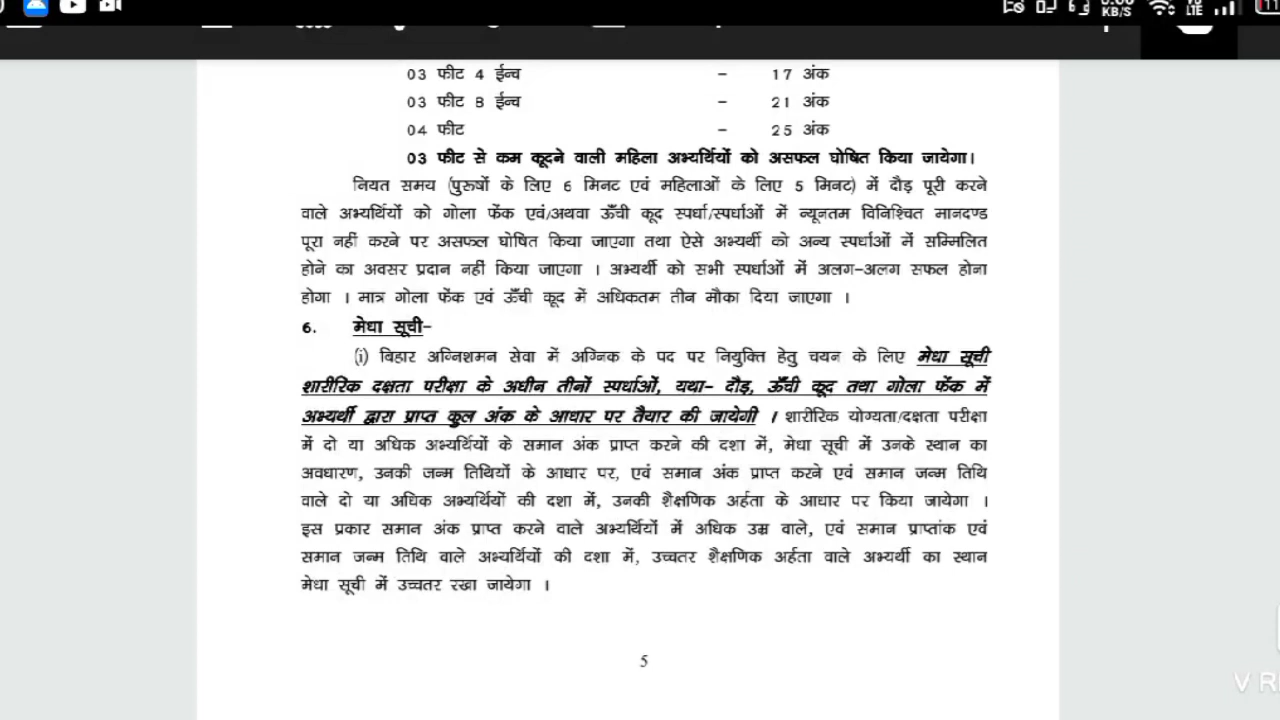 KB/S
LTE
03 फीट 4 ईन्च - 17 अंक
03 फीट 8 ईन्च - 21 अंक
04 फीट - 25 अंक
03 फीट से कम कूदने वाली महिला अभ्यर्थियों को असफल घोषित किया जायेगा।
नियत समय (पुरूषों के लिए 6 मिनट एवं महिलाओं के लिए 5 मिनट) में दौड़ पूरी करने
वाले अभ्यर्थियों को गोला फेंक एवं/अथवा ऊँची कूद स्पर्धा/स्पर्धाओं में न्यूनतम विनिश्चित मानदण्ड
पूरा नहीं करने पर असफल घोषित किया जाएगा तथा ऐसे अभ्यर्थी को अन्य स्पर्धाओं में सम्मिलित
होने का अवसर प्रदान नहीं किया जाएगा । अभ्यर्थी को सभी स्पर्धाओं में अलग-अलग सफल होना
होगा । मात्र गोला फेंक एवं ऊँची कूद में अधिकतम तीन मौका दिया जाएगा ।
6. मेधा सूची-
(i) बिहार अग्निशमन सेवा में अग्निक के पद पर नियुक्ति हेतु चयन के लिए मेधा सूची
शारीरिक दक्षता परीक्षा के अधीन तीनों स्पर्धाओं, यथा- दौड़, ऊँची कूद तथा गोला फेंक में
अभ्यर्थी द्वारा प्राप्त कुल अंक के आधार पर तैयार की जायेगी । शारीरिक योग्यता/दक्षता परीक्षा
में दो या अधिक अभ्यर्थियों के समान अंक प्राप्त करने की दशा में, मेधा सूची में उनके स्थान का
अवधारण, उनकी जन्म तिथियों के आधार पर, एवं समान अंक प्राप्त करने एवं समान जन्म तिथि
वाले दो या अधिक अभ्यर्थियों की दशा में, उनकी शैक्षणिक अर्हता के आधार पर किया जायेगा ।
इस प्रकार समान अंक प्राप्त करने वाले अभ्यर्थियों में अधिक उम्र वाले, एवं समान प्राप्तांक एवं
समान जन्म तिथि वाले अभ्यर्थियों की दशा में, उच्चतर शैक्षणिक अर्हता वाले अभ्यर्थी का स्थान
मेधा सूची में उच्चतर रखा जायेगा ।
5